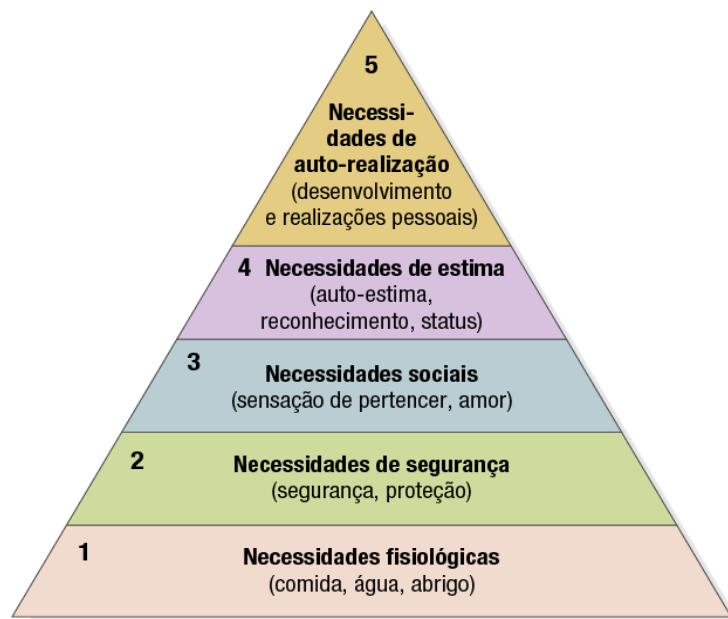 5
Necessi-
dades de
auto-realização
(desenvolvimento
e realizações pessoais)
4 Necessidades de estima
(auto-estima,
reconhecimento, status)
3
Necessidades sociais
(sensação de pertencer, amor)
2
Necessidades de segurança
(segurança, proteção)
1
Necessidades fisiológicas
(comida, água, abrigo)